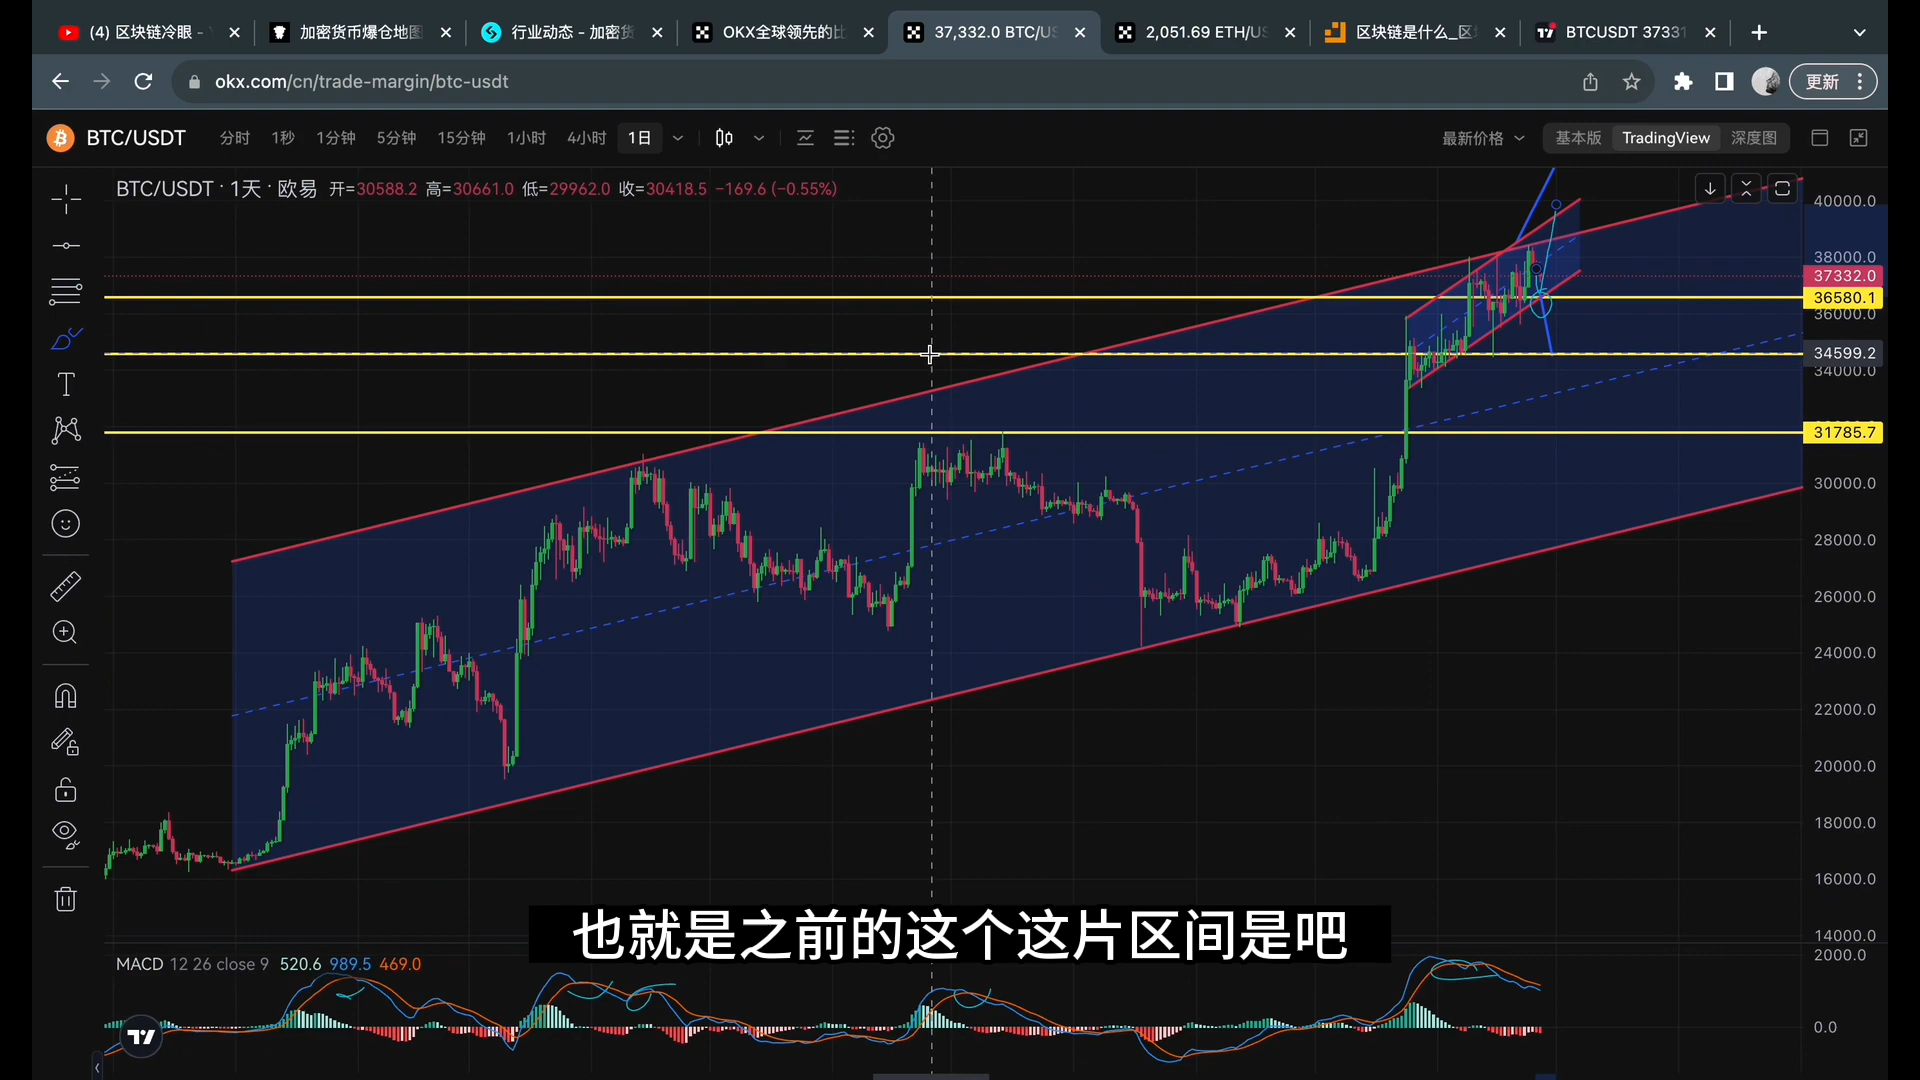 (4) 区块链冷眼 -
加密货币爆仓地图
行业动态 - 加密货
OKX全球领先的比
37,332.0 BTC/US
2,051.69 ETH/US
区块链是什么_区
BTCUSDT 37331
okx.com/cn/trade-margin/btc-usdt
更新
BTC/USDT
分时 1秒 1分钟 5分钟 15分钟 1小时 4小时 1日
最新价格
基本版 TradingView 深度图
BTC/USDT · 1天 · 欧易 开=30588.2 高=30661.0 低=29962.0 收=30418.5 −169.6 (−0.55%)
40000.0
38000.0
37332.0
36580.1
36000.0
34599.2
34000.0
31785.7
30000.0
28000.0
26000.0
24000.0
22000.0
20000.0
18000.0
16000.0
14000.0
也就是之前的这个这片区间是吧
MACD 12 26 close 9 520.6 989.5 469.0
2000.0
0.0